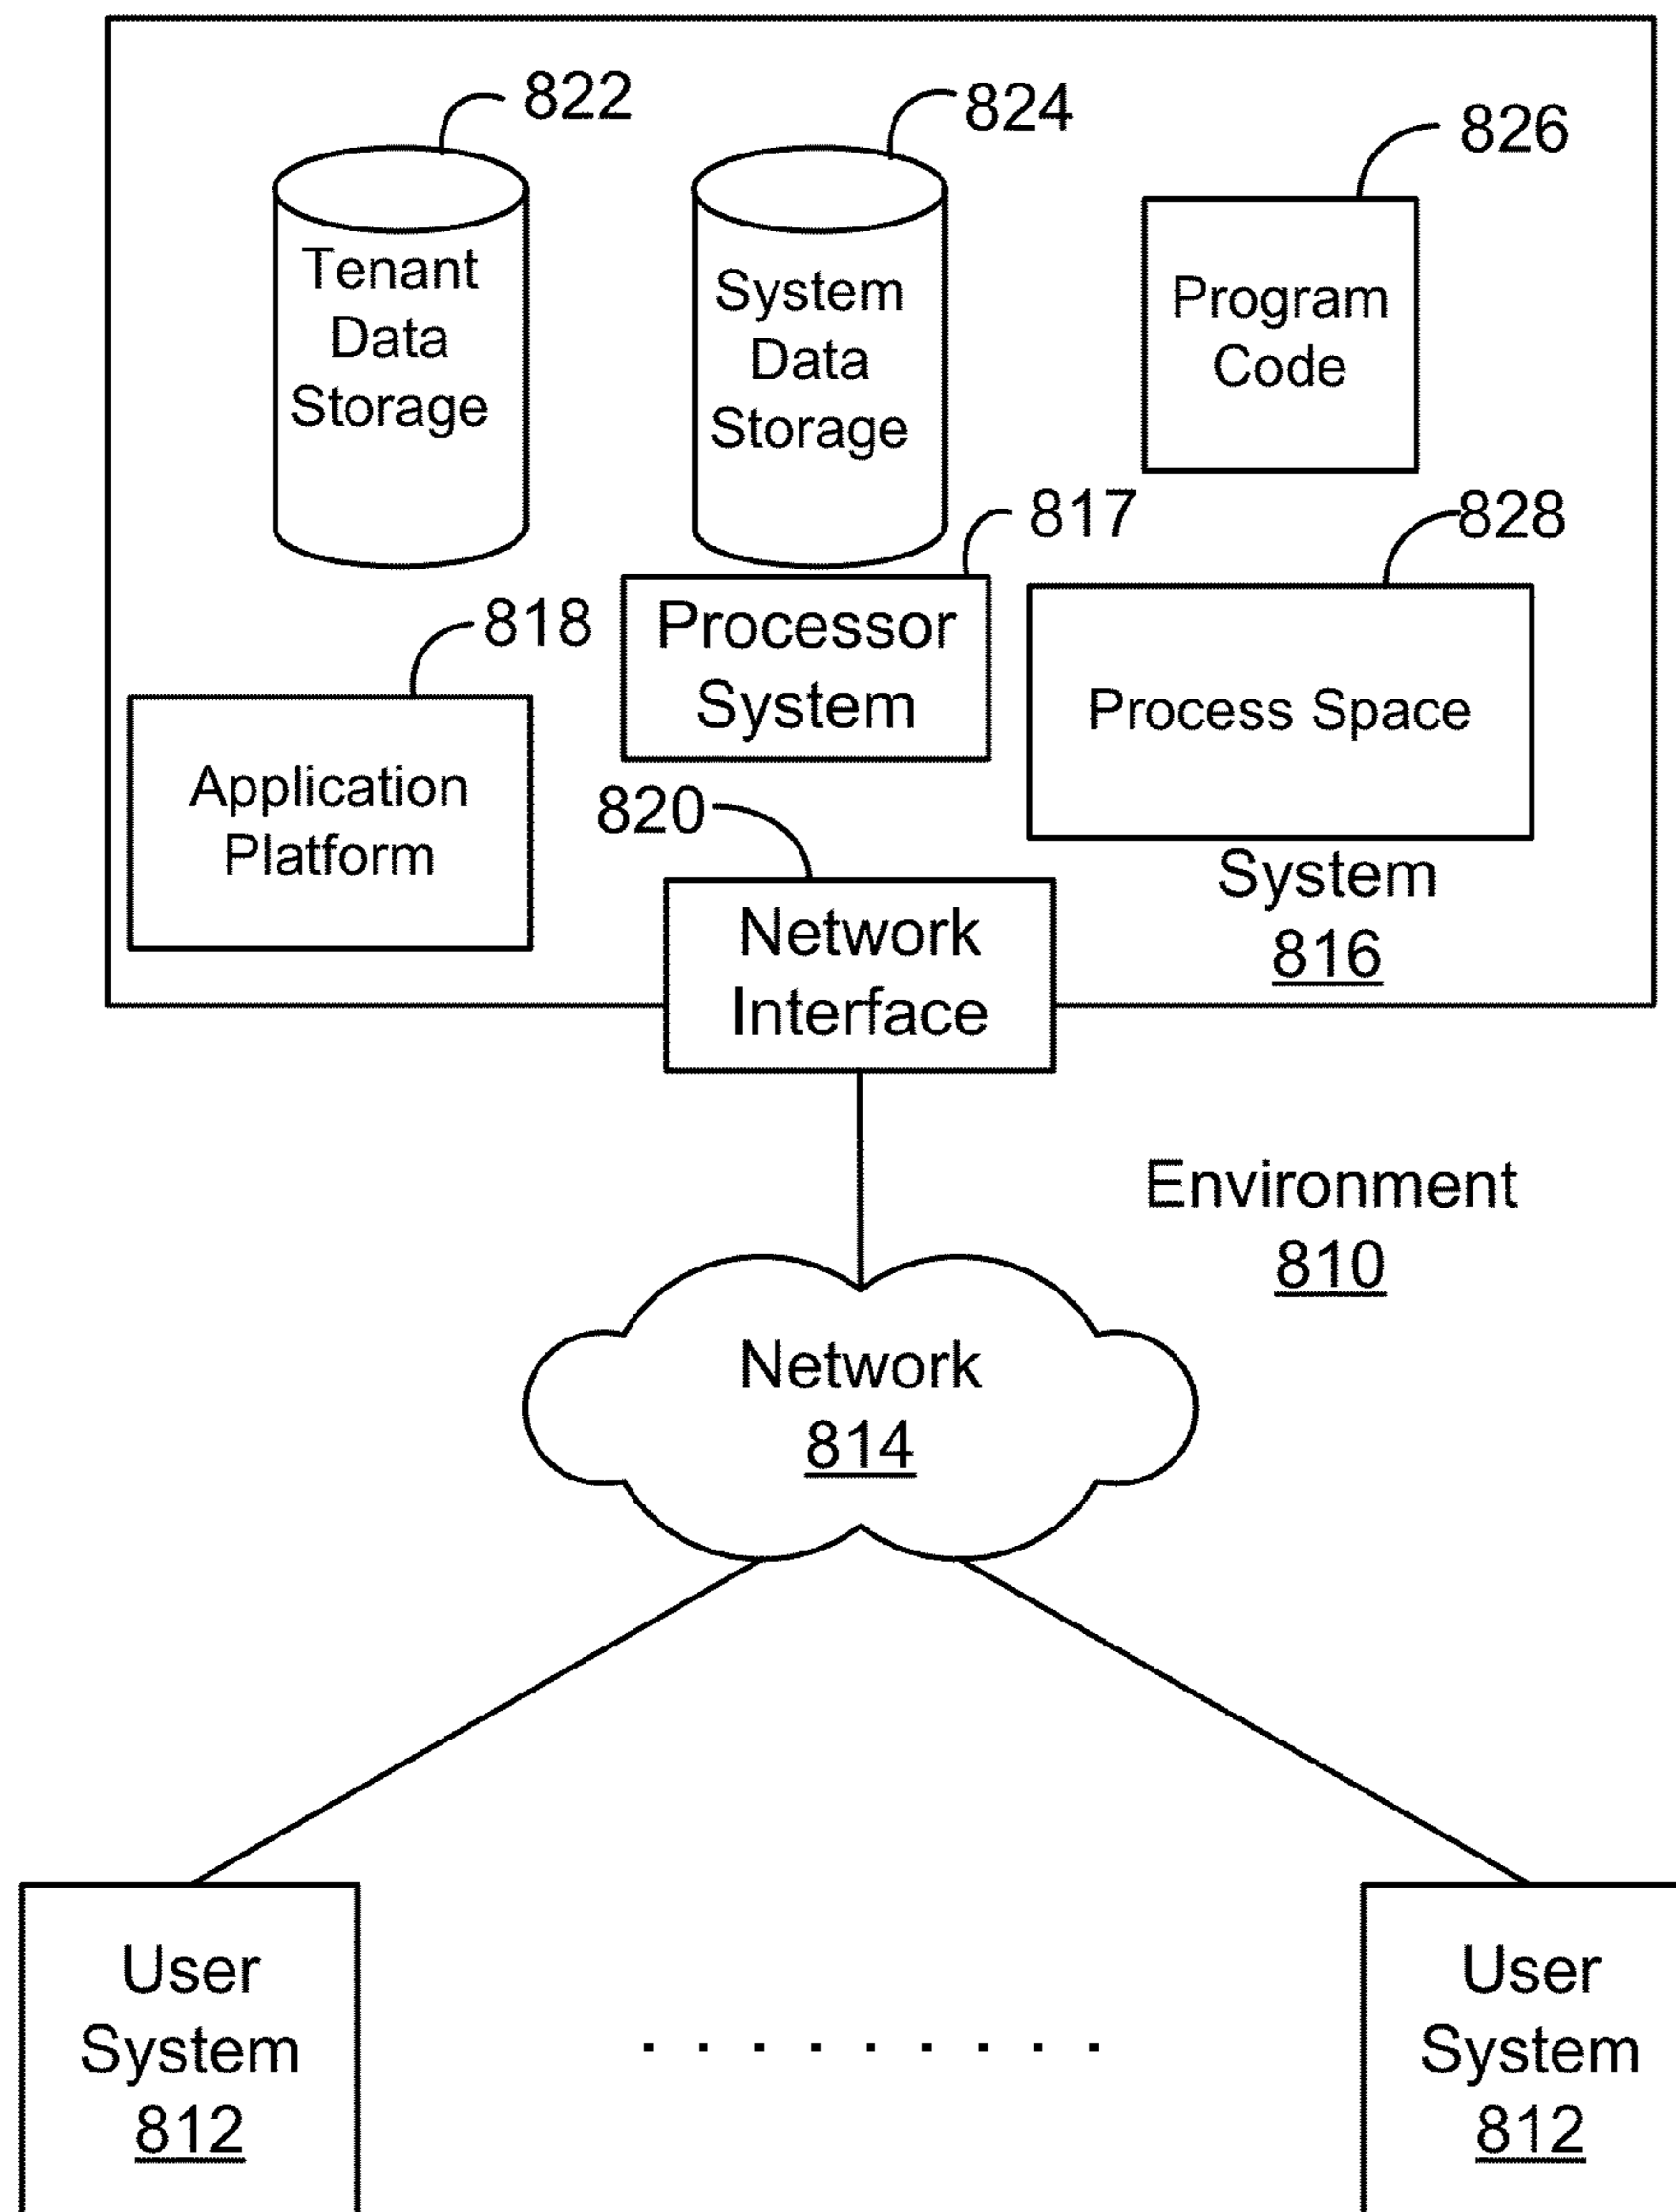 822
824
826
Tenant
Data
Storage
System
Data
Storage
Program
Code
817
828
818
Processor
System
Process Space
Application
Platform
820
System
816
Network
Interface
Environment
810
Network
814
User
System
812
. . . . . . . . .
User
System
812